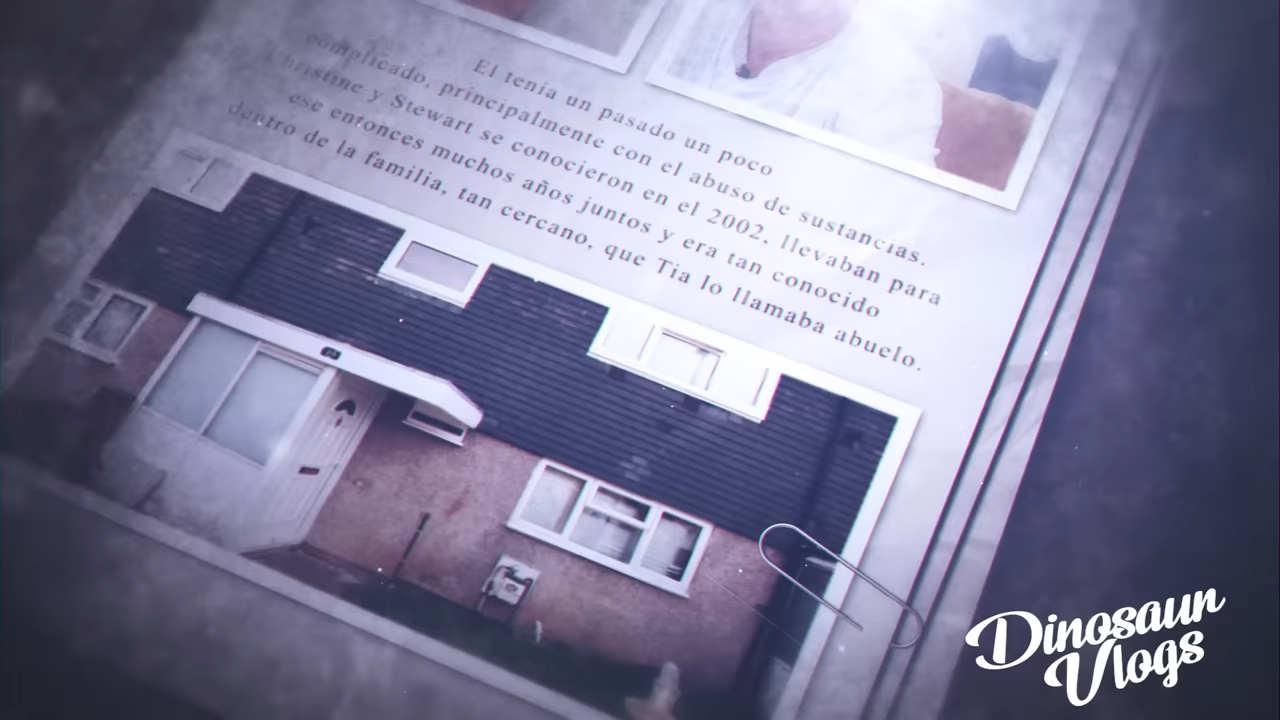 El tenía un pasado un poco
complicado, principalmente con el abuso de sustancias.
Christine y Stewart se conocieron en el 2002, llevaban para
ese entonces muchos años juntos y era tan conocido
dentro de la familia, tan cercano, que Tia lo llamaba abuelo.
Dinosaur
Vlogs